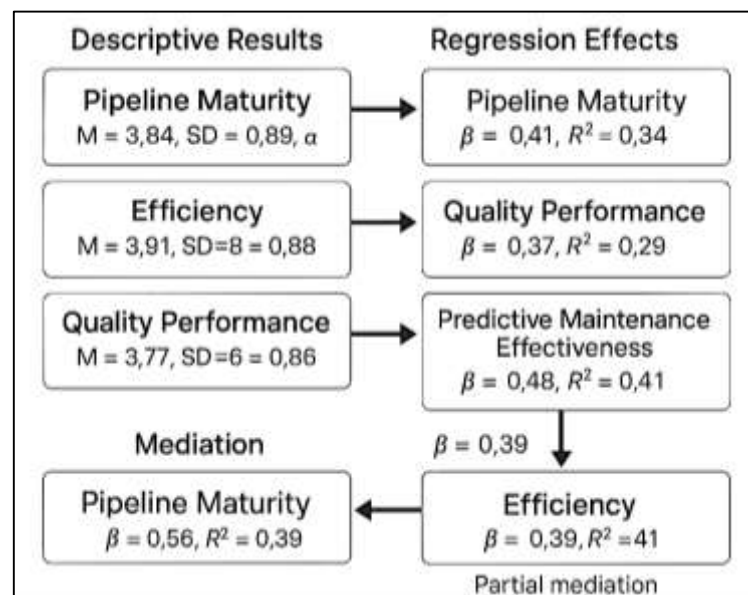 Descriptive Results
Regression Effects
Pipeline Maturity
M = 3,84, SD = 0,89, α
Pipeline Maturity
β = 0,41, R² = 0,34
Efficiency
M = 3,91, SD=8 = 0,88
Quality Performance
β = 0,37, R² = 0,29
Quality Performance
M = 3,77, SD=6 = 0,86
Predictive Maintenance
Effectiveness
β = 0,48, R² = 0,41
Mediation
β = 0,39
Pipeline Maturity
β = 0,56, R² = 0,39
Efficiency
β = 0,39, R² =41
Partial mediation